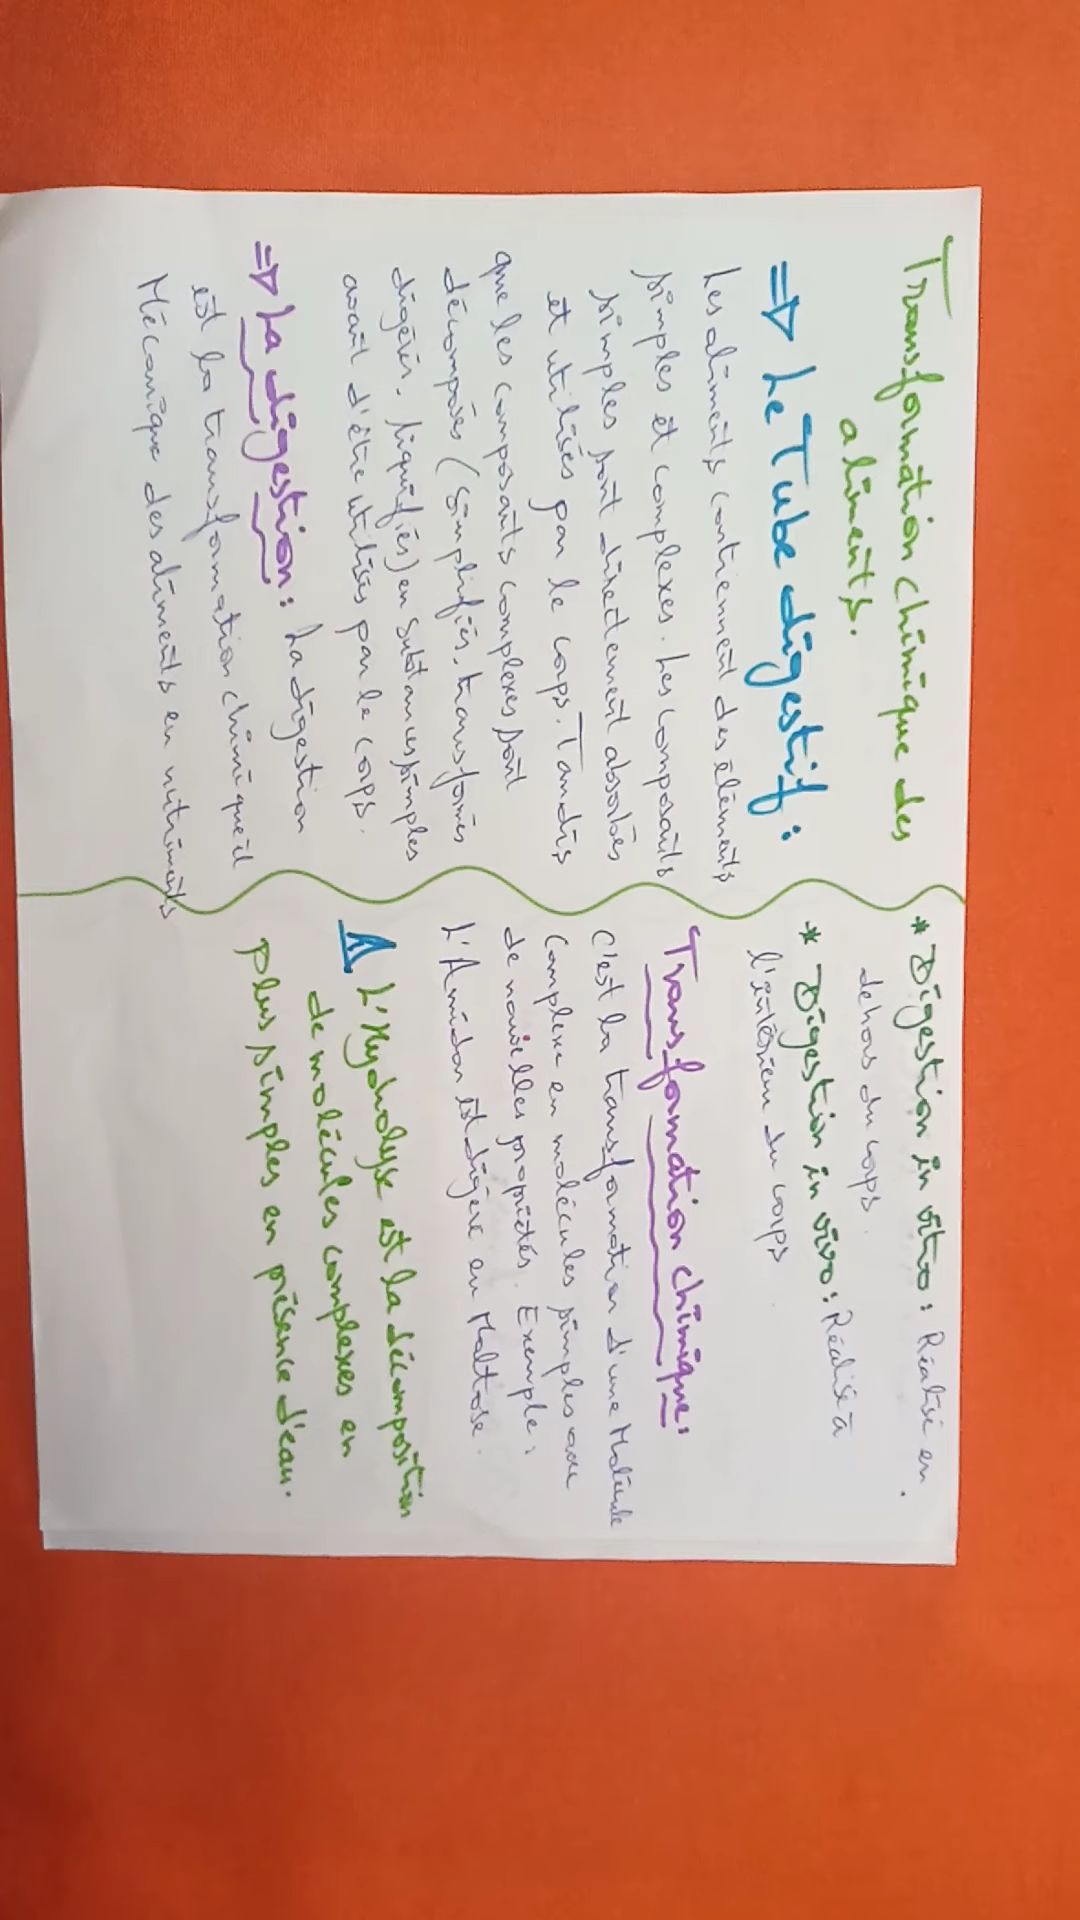 Transformation chimique des
aliments.
=> Le Tube digestif :
Les aliments contiennent des éléments
simples et complexes. Les composants
simples sont directement absorbés
et utilisés par le corps. Tandis
que les composants complexes sont
décomposés (simplifiés, transformés
digérés, liquéfiés) en substances simples
avant d'être utilisés par le corps.
=> La digestion : La digestion
est la transformation chimique
Mécanique des aliments en nutriments
* Digestion in vitro : Réalisé en
dehors du corps.
* Digestion in vivo : Réalisé à
l'intérieur du corps
Transformation chimique :
C'est la transformation d'une Molécule
Complexe en molécules simples avec
de nouvelles propriétés. Exemple :
L'Amidon est digéré en Maltose.
L'Hydrolyse est la décomposition
de molécules complexes en
plus simples en présence d'eau.